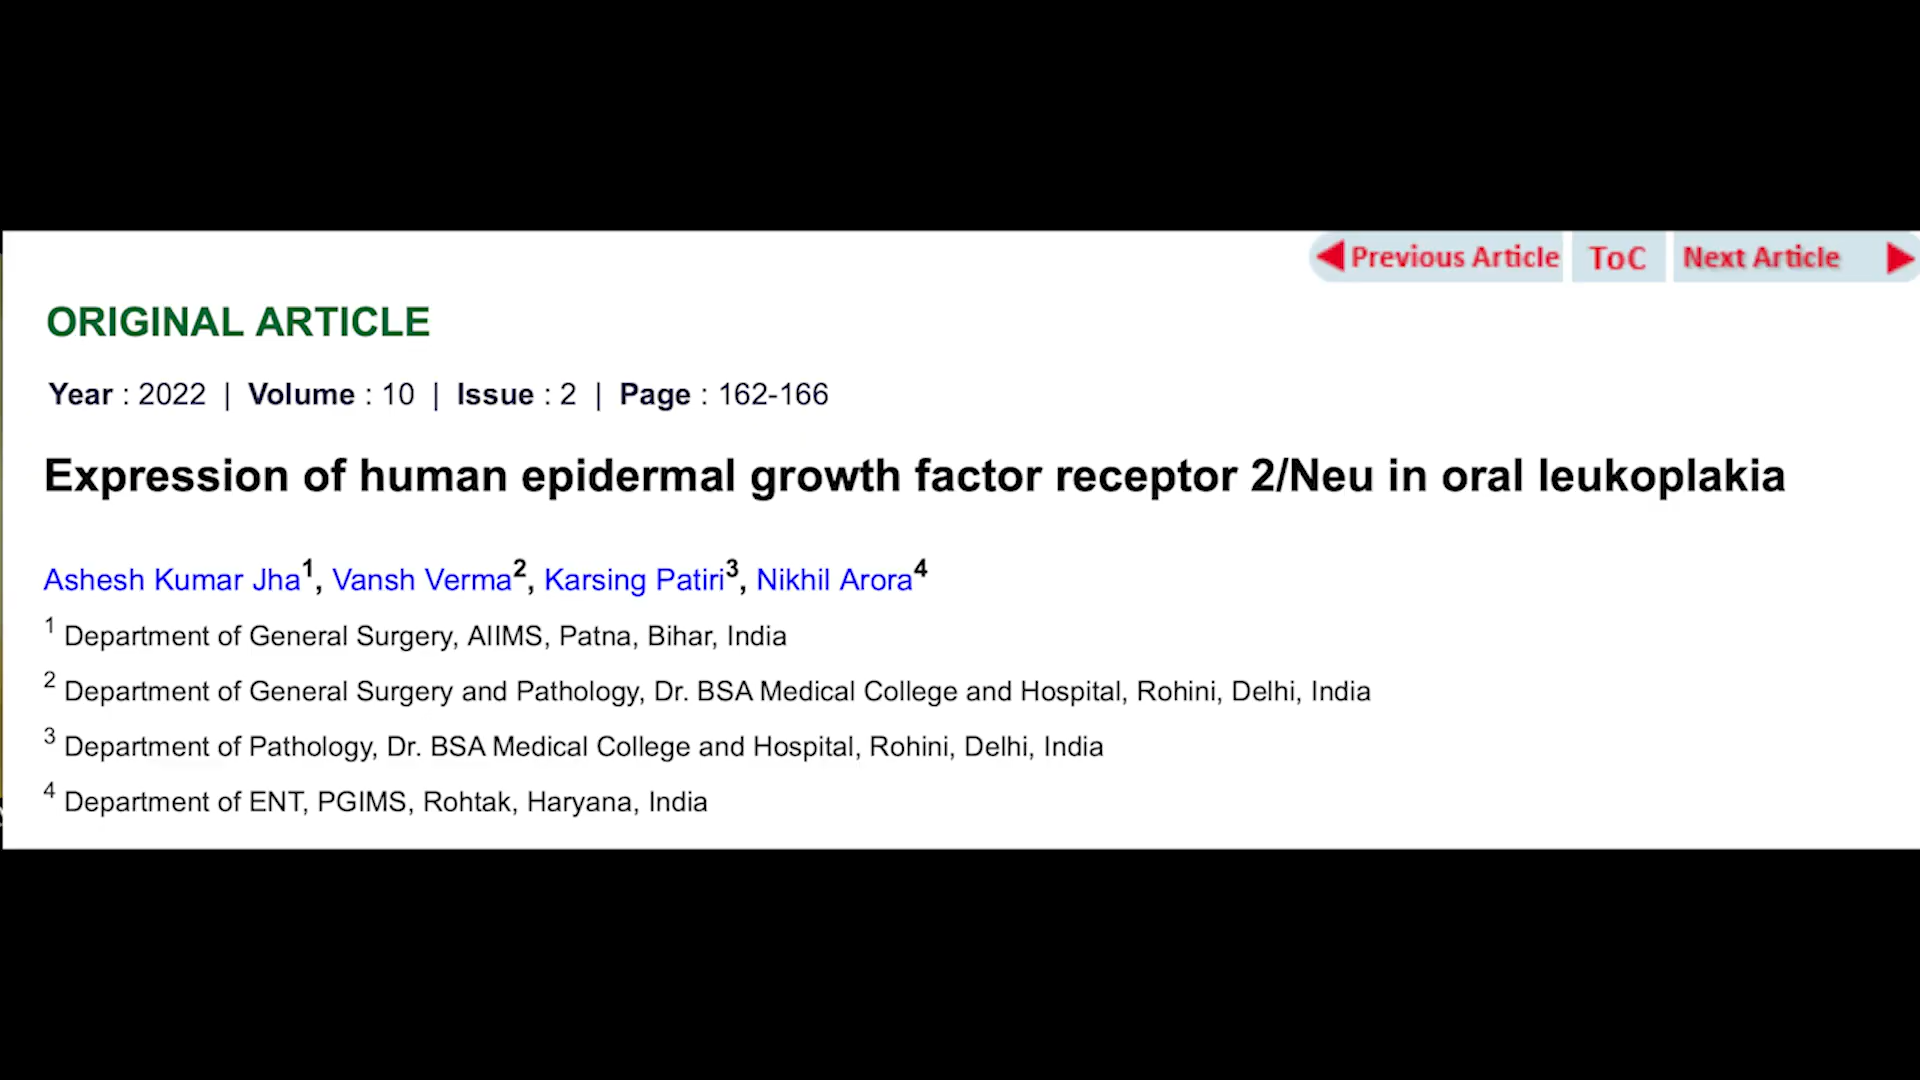 Previous Article ToC Next Article
ORIGINAL ARTICLE
Year : 2022 | Volume : 10 | Issue : 2 | Page : 162-166
Expression of human epidermal growth factor receptor 2/Neu in oral leukoplakia
Ashesh Kumar Jha1, Vansh Verma2, Karsing Patiri3, Nikhil Arora4
1 Department of General Surgery, AIIMS, Patna, Bihar, India
2 Department of General Surgery and Pathology, Dr. BSA Medical College and Hospital, Rohini, Delhi, India
3 Department of Pathology, Dr. BSA Medical College and Hospital, Rohini, Delhi, India
4 Department of ENT, PGIMS, Rohtak, Haryana, India